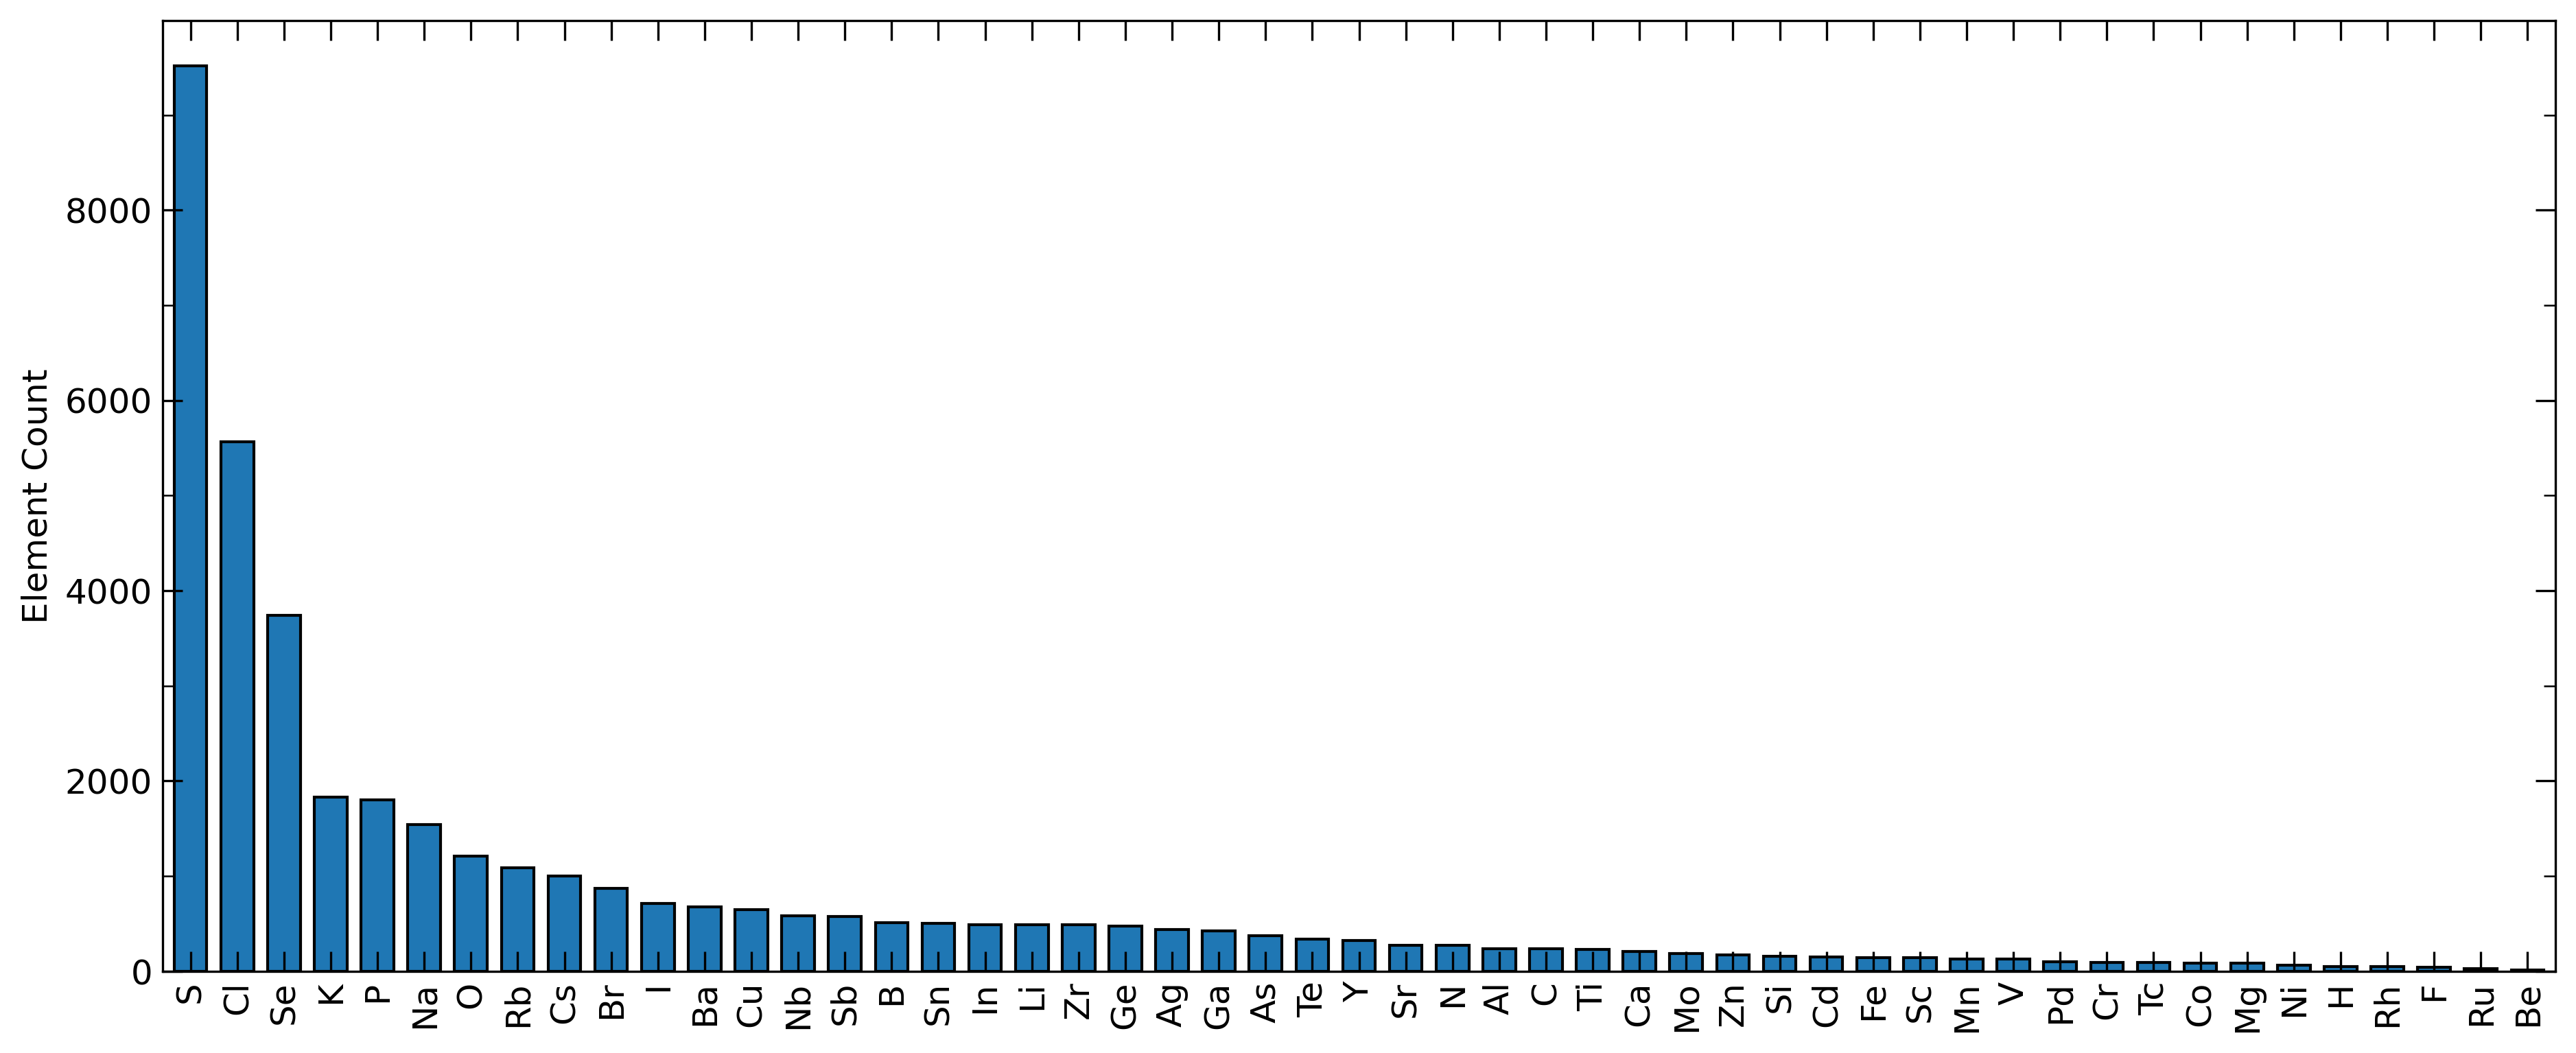 Element Count
8000
6000
4000
2000
0
S Cl Se K P Na O Rb Cs Br I Ba Cu Nb Sb B Sn In Li Zr Ge Ag Ga As Te Y Sr N Al C Ti Ca Mo Zn Si Cd Fe Sc Mn V Pd Cr Tc Co Mg Ni H Rh F Ru Be